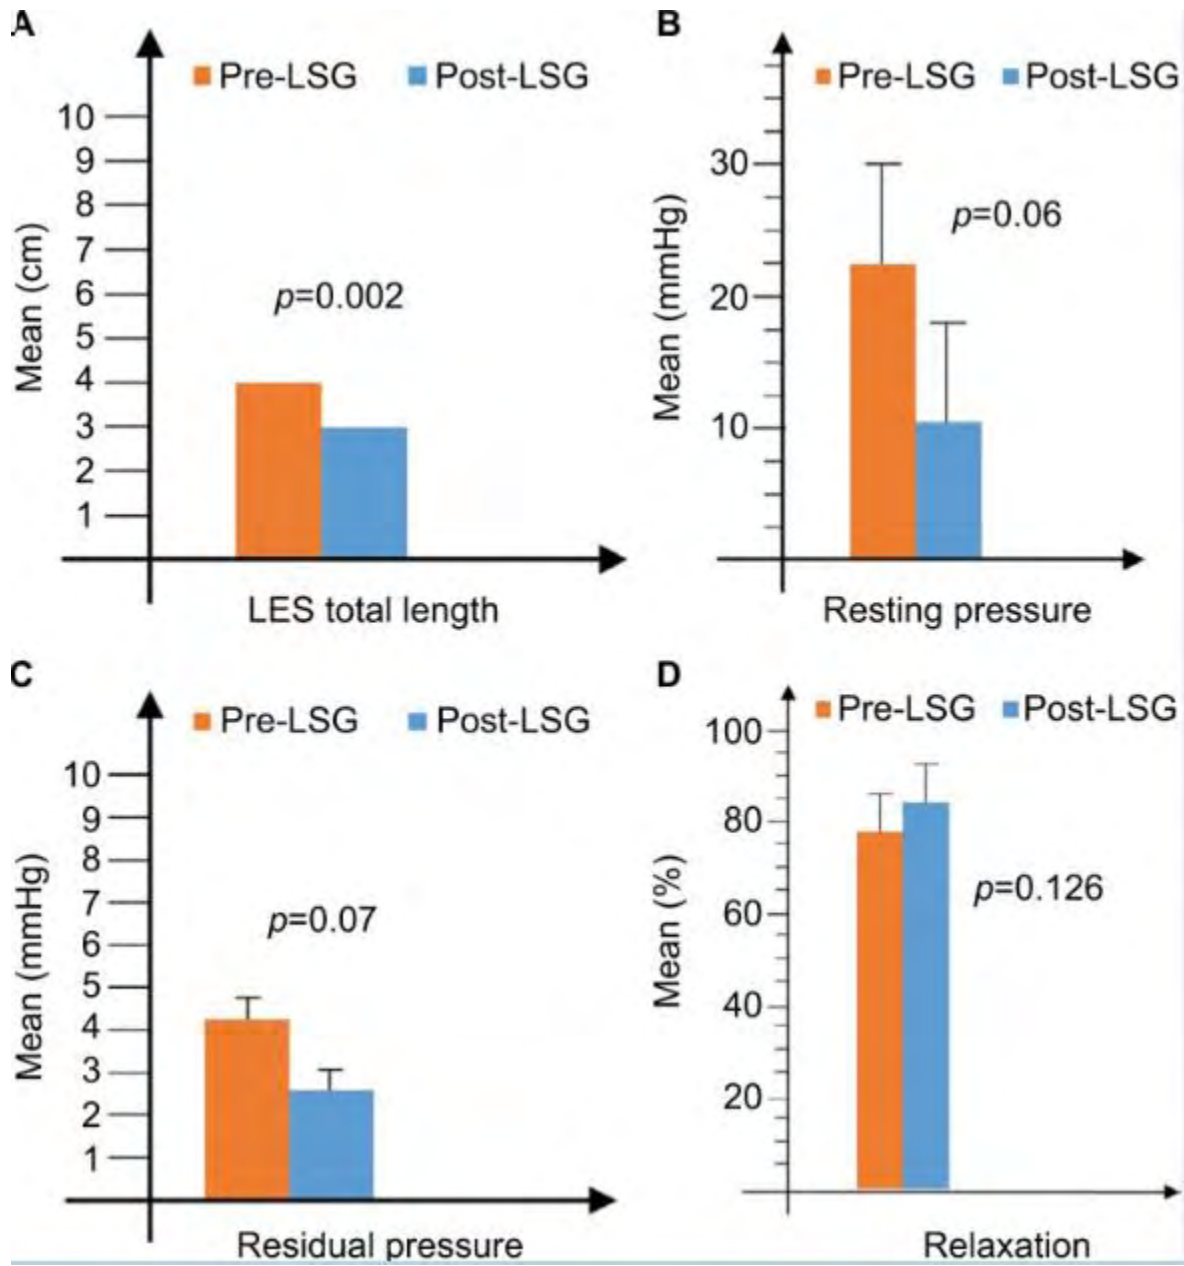 A
Pre-LSG Post-LSG
10
9
8
7
6
5
4
3
2
1
Mean (cm)
p=0.002
LES total length
B
Pre-LSG Post-LSG
30
20
10
Mean (mmHg)
p=0.06
Resting pressure
C
Pre-LSG Post-LSG
10
9
8
7
6
5
4
3
2
1
Mean (mmHg)
p=0.07
Residual pressure
D
Pre-LSG Post-LSG
100
80
60
40
20
Mean (%)
p=0.126
Relaxation